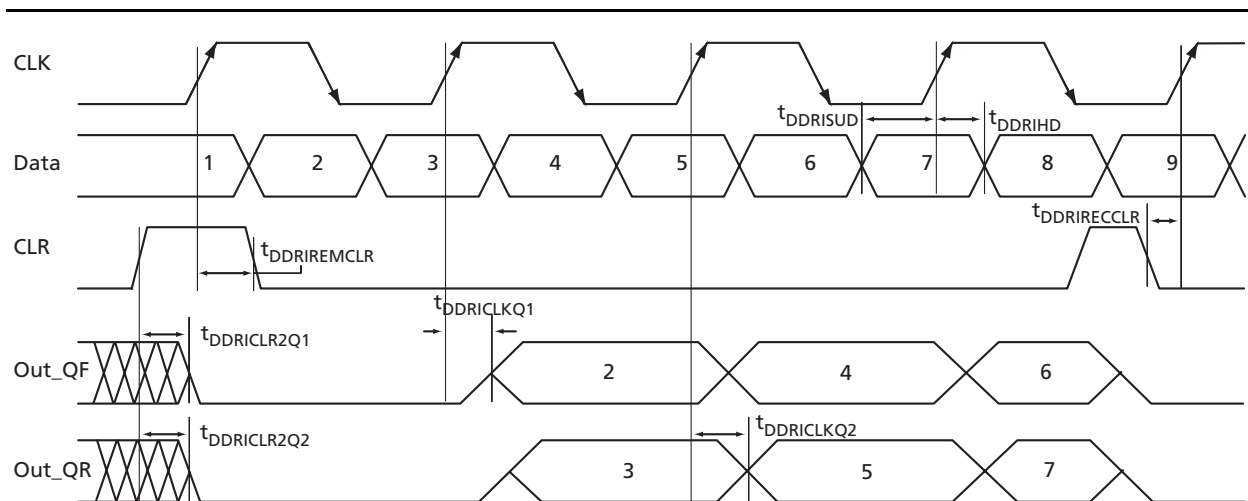 CLK
tDDRISUD
tDDRIHD
Data
1 2 3 4 5 6 7 8 9
tDDRIRECCLR
CLR
tDDRIREMCLR
tDDRICLKQ1
tDDRICLR2Q1
Out_QF
2 4 6
tDDRICLR2Q2
tDDRICLKQ2
Out_QR
3 5 7